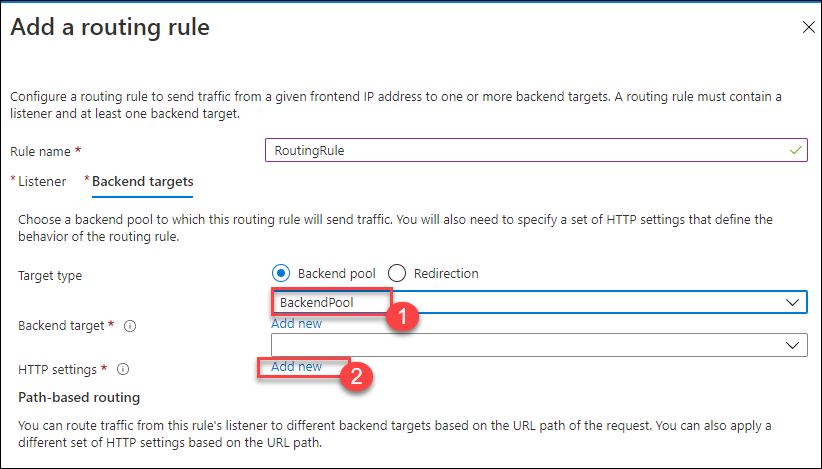 Add a routing rule
Configure a routing rule to send traffic from a given frontend IP address to one or more backend targets. A routing rule must contain a
listener and at least one backend target.
Rule name * RoutingRule
* Listener * Backend targets
Choose a backend pool to which this routing rule will send traffic. You will also need to specify a set of HTTP settings that define the
behavior of the routing rule.
Target type Backend pool Redirection
BackendPool 1
Backend target *
Add new
HTTP settings *
Add new 2
Path-based routing
You can route traffic from this rule's listener to different backend targets based on the URL path of the request. You can also apply a
different set of HTTP settings based on the URL path.